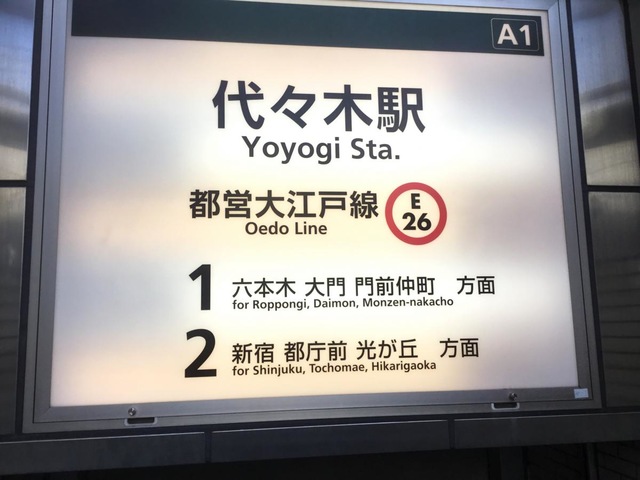 A1
代々木駅
Yoyogi Sta.
都営大江戸線 E 26
Oedo Line
1 六本木 大門 門前仲町 方面
for Roppongi, Daimon, Monzen-nakacho
2 新宿 都庁前 光が丘 方面
for Shinjuku, Tochomae, Hikarigaoka